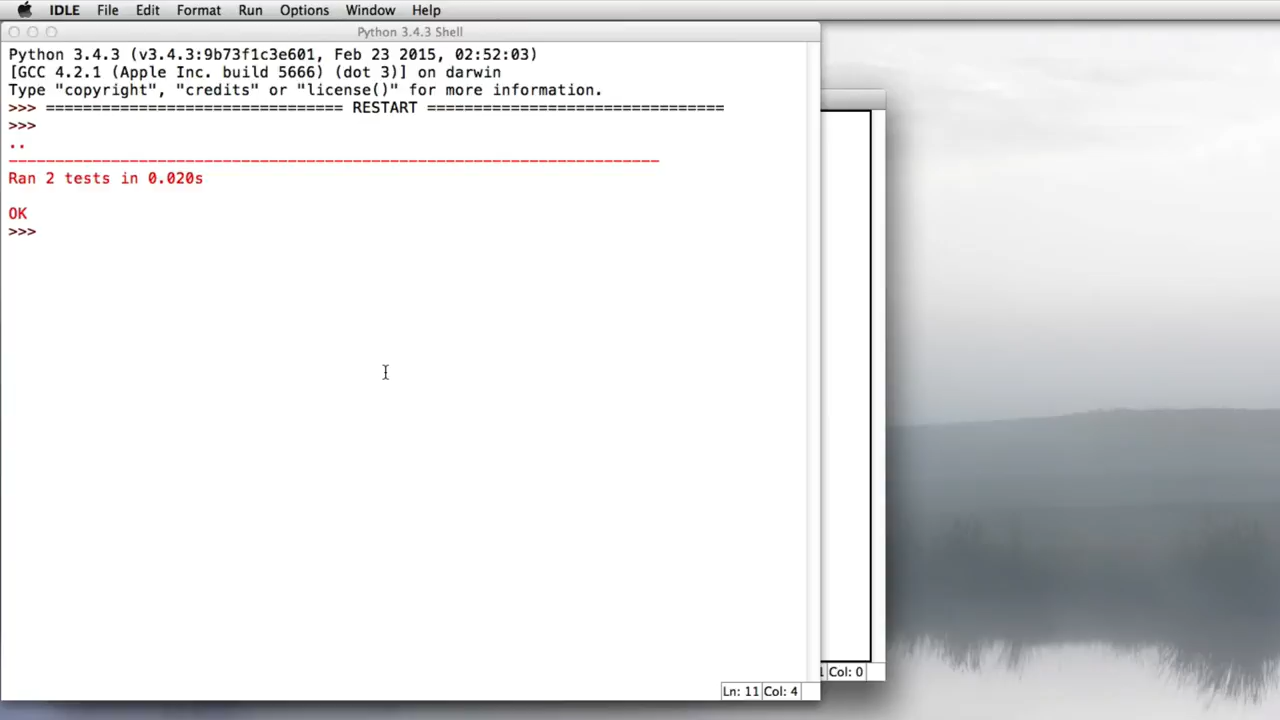 IDLE File Edit Format Run Options Window Help
Python 3.4.3 Shell
Python 3.4.3 (v3.4.3:9b73f1c3e601, Feb 23 2015, 02:52:03)
[GCC 4.2.1 (Apple Inc. build 5666) (dot 3)] on darwin
Type "copyright", "credits" or "license()" for more information.
>>> ================================ RESTART ================================
>>>
..
----------------------------------------------------------------------
Ran 2 tests in 0.020s
OK
>>>
1 Col: 0
Ln: 11 Col: 4